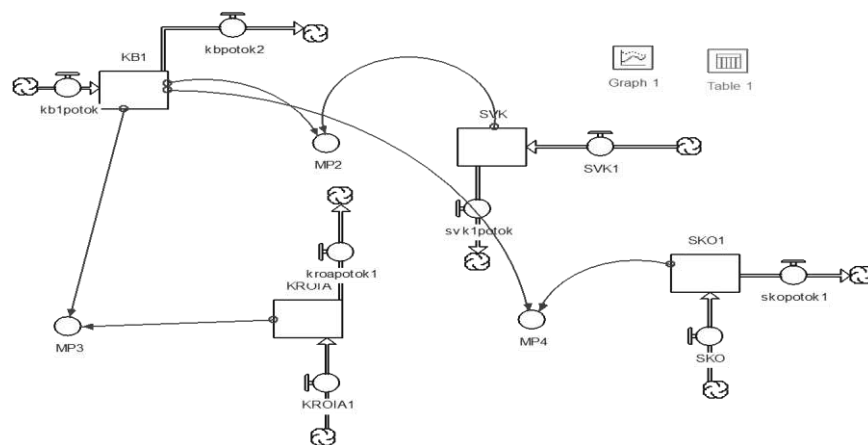 kbpotok2
KB1
kb1potok
Graph 1
Table 1
SVK
MP2
SVK1
svk1potok
SKO1
kroapotok1
KROIA
skopotok1
MP3
MP4
SKO
KROIA1